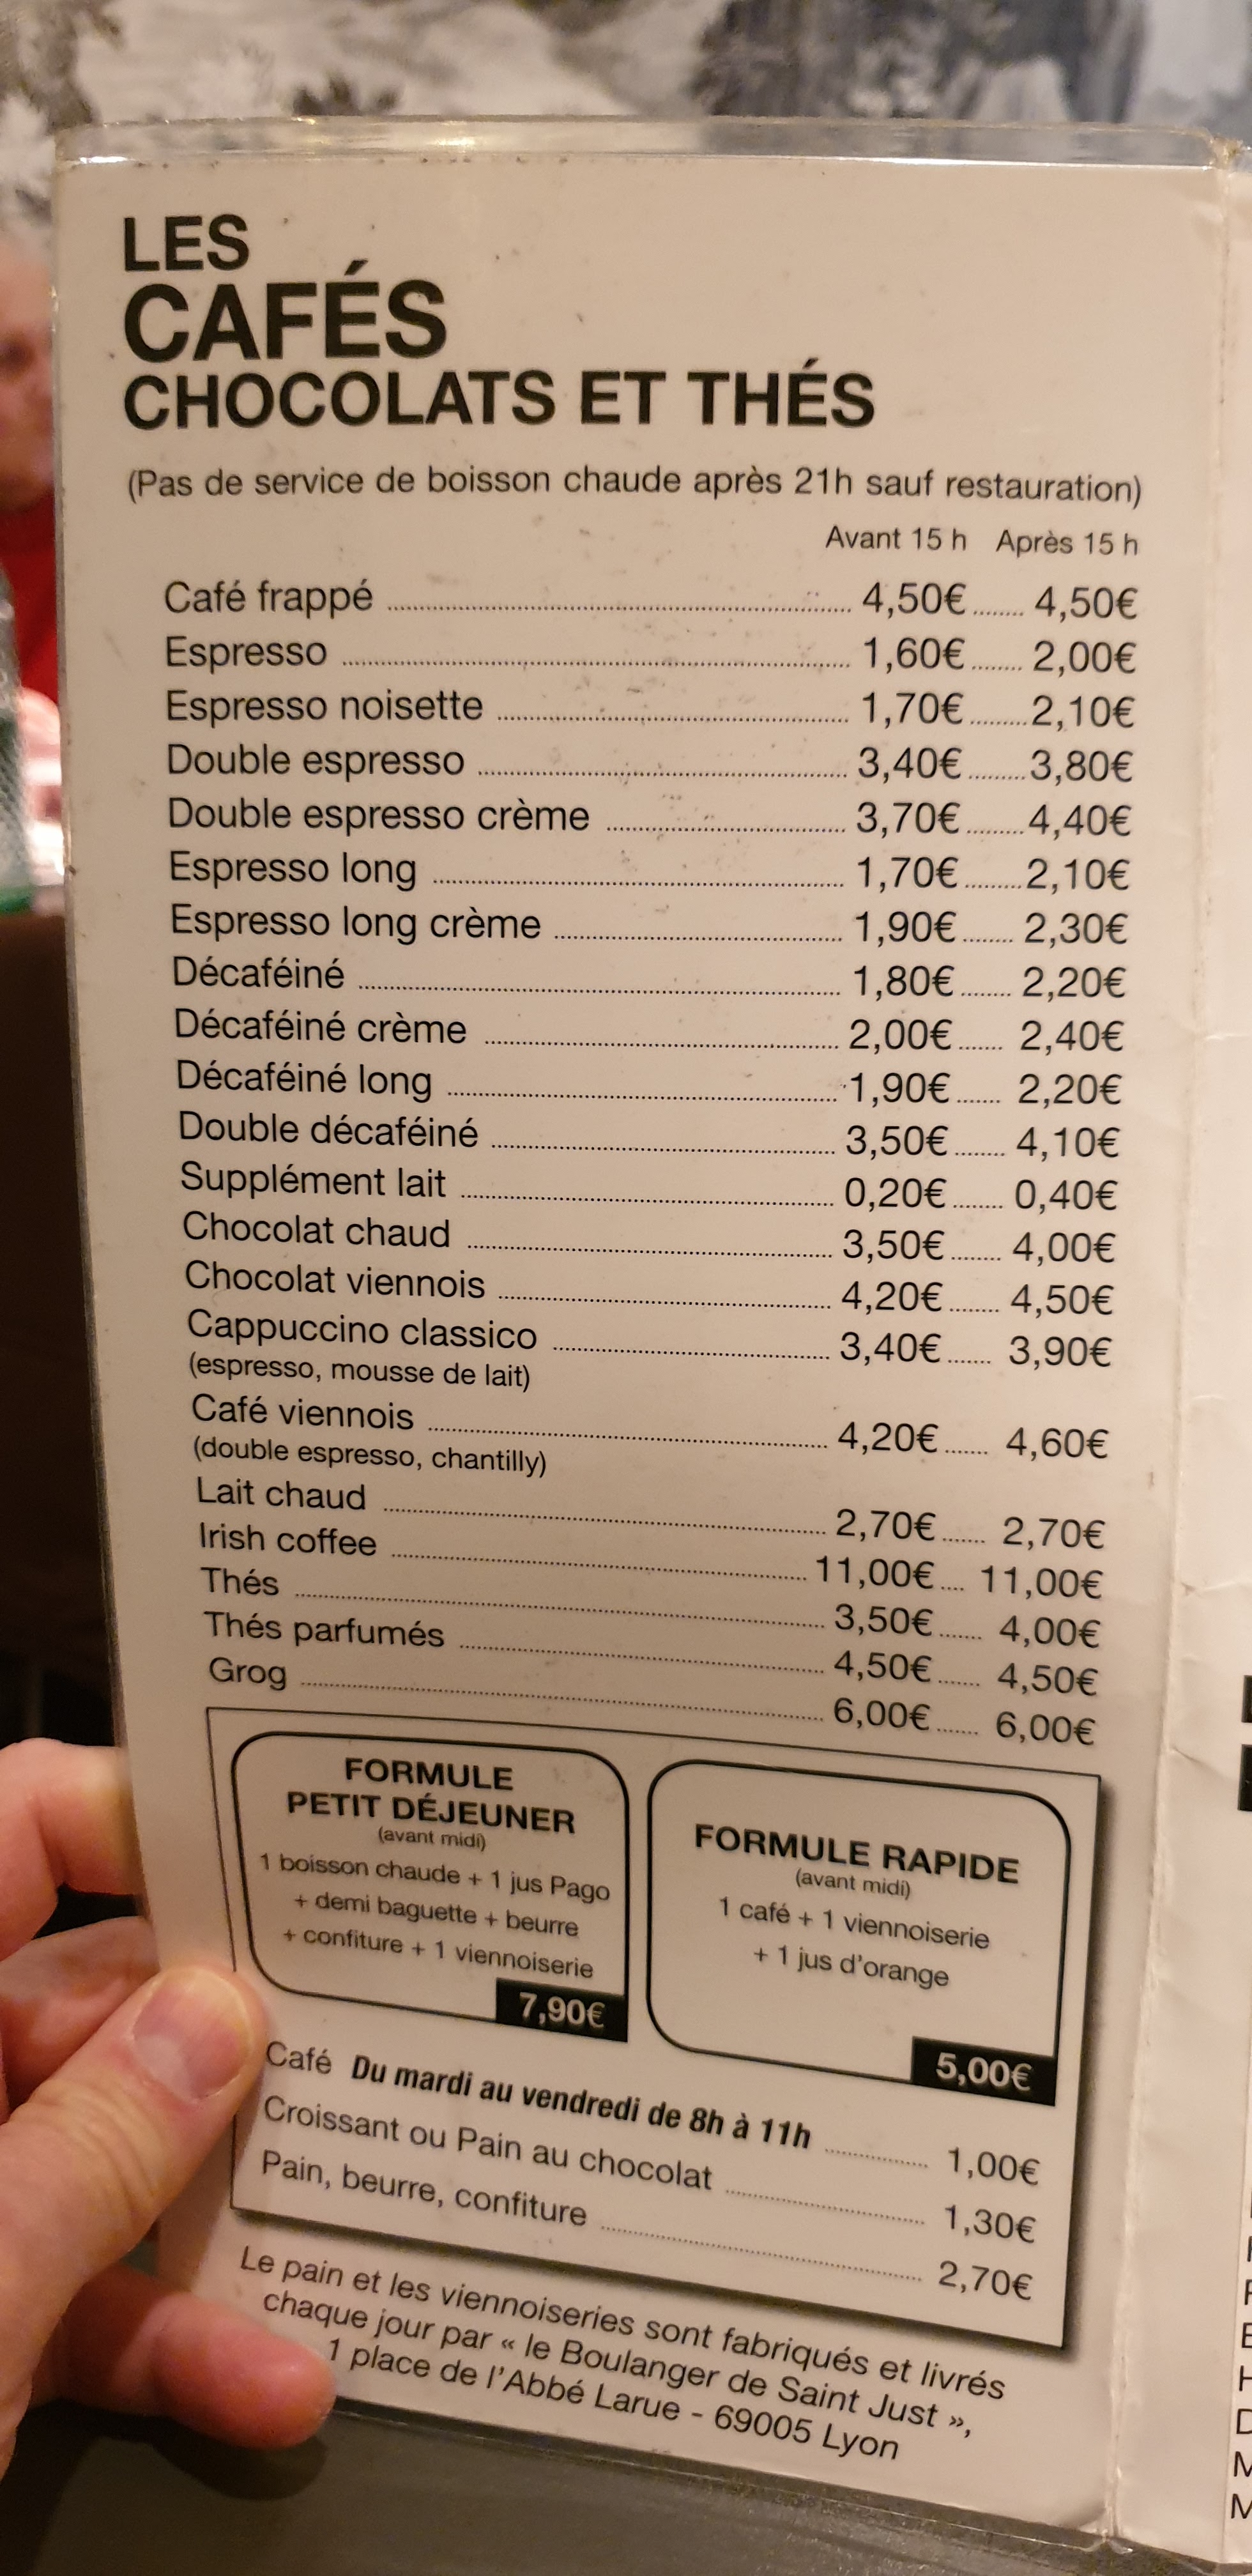 LES
CAFÉS
CHOCOLATS ET THÉS
(Pas de service de boisson chaude après 21h sauf restauration)
Avant 15 h Après 15 h
Café frappé 4,50€ 4,50€
Espresso 1,60€ 2,00€
Espresso noisette 1,70€ 2,10€
Double espresso 3,40€ 3,80€
Double espresso crème 3,70€ 4,40€
Espresso long 1,70€ 2,10€
Espresso long crème 1,90€ 2,30€
Décaféiné 1,80€ 2,20€
Décaféiné crème 2,00€ 2,40€
Décaféiné long 1,90€ 2,20€
Double décaféiné 3,50€ 4,10€
Supplément lait 0,20€ 0,40€
Chocolat chaud 3,50€ 4,00€
Chocolat viennois 4,20€ 4,50€
Cappuccino classico 3,40€ 3,90€
(espresso, mousse de lait)
Café viennois 4,20€ 4,60€
(double espresso, chantilly)
Lait chaud 2,70€ 2,70€
Irish coffee 11,00€ 11,00€
Thés 3,50€ 4,00€
Thés parfumés 4,50€ 4,50€
Grog 6,00€ 6,00€
FORMULE
PETIT DÉJEUNER
(avant midi)
1 boisson chaude + 1 jus Pago
+ demi baguette + beurre
+ confiture + 1 viennoiserie
7,90€
FORMULE RAPIDE
(avant midi)
1 café + 1 viennoiserie
+ 1 jus d'orange
5,00€
Café Du mardi au vendredi de 8h à 11h 1,00€
Croissant ou Pain au chocolat 1,30€
Pain, beurre, confiture 2,70€
Le pain et les viennoiseries sont fabriqués et livrés
chaque jour par « le Boulanger de Saint Just »,
1 place de l'Abbé Larue - 69005 Lyon